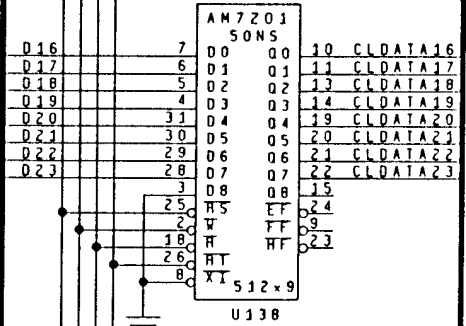 AM7201
50NS
D16 7 D0 Q0 10 CLDATA16
D17 6 D1 Q1 11 CLDATA17
D18 5 D2 Q2 13 CLDATA18
D19 4 D3 Q3 14 CLDATA19
D20 31 D4 Q4 19 CLDATA20
D21 30 D5 Q5 20 CLDATA21
D22 29 D6 Q6 21 CLDATA22
D23 28 D7 Q7 22 CLDATA23
3 D8 Q8 15
25 RS EF 24
2 W FF 9
18 R HF 23
26 RT
8 XI
512x9
U138